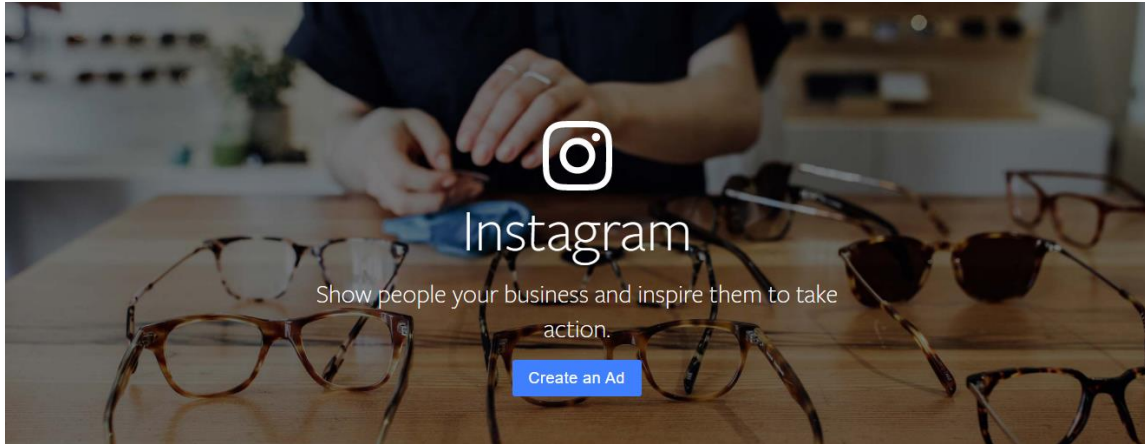 Instagram
Show people your business and inspire them to take
action.
Create an Ad